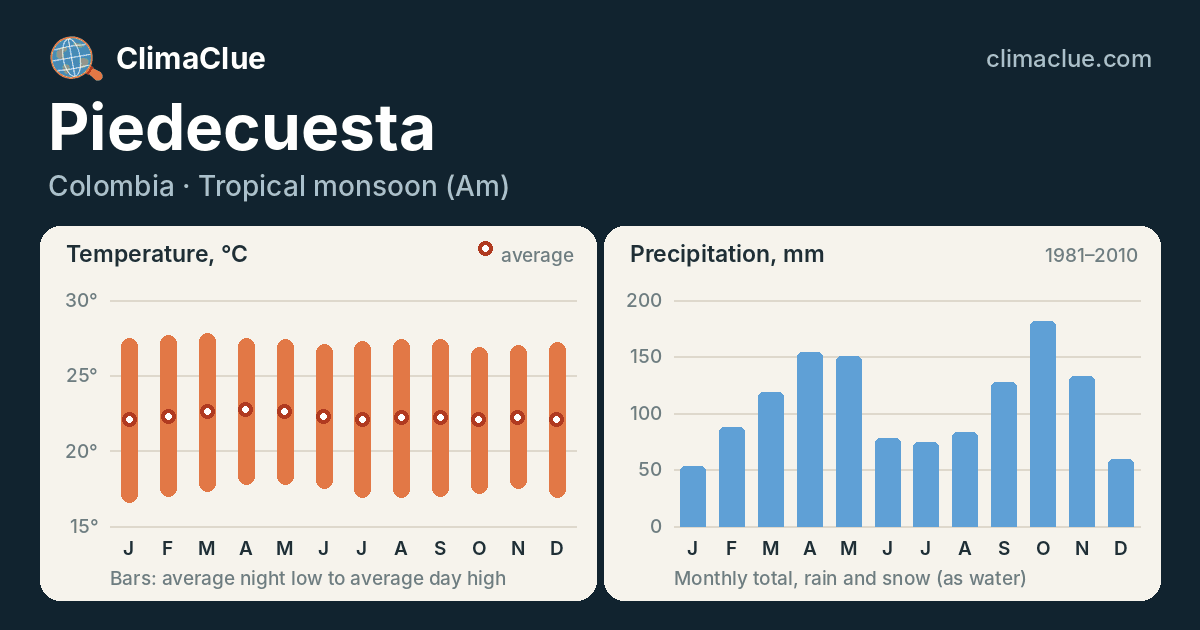 ClimaClue
climaclue.com
Piedecuesta
Colombia · Tropical monsoon (Am)
Temperature, °C
average
30°
25°
20°
15°
J F M A M J J A S O N D
Bars: average night low to average day high
Precipitation, mm
1981–2010
200
150
100
50
0
J F M A M J J A S O N D
Monthly total, rain and snow (as water)